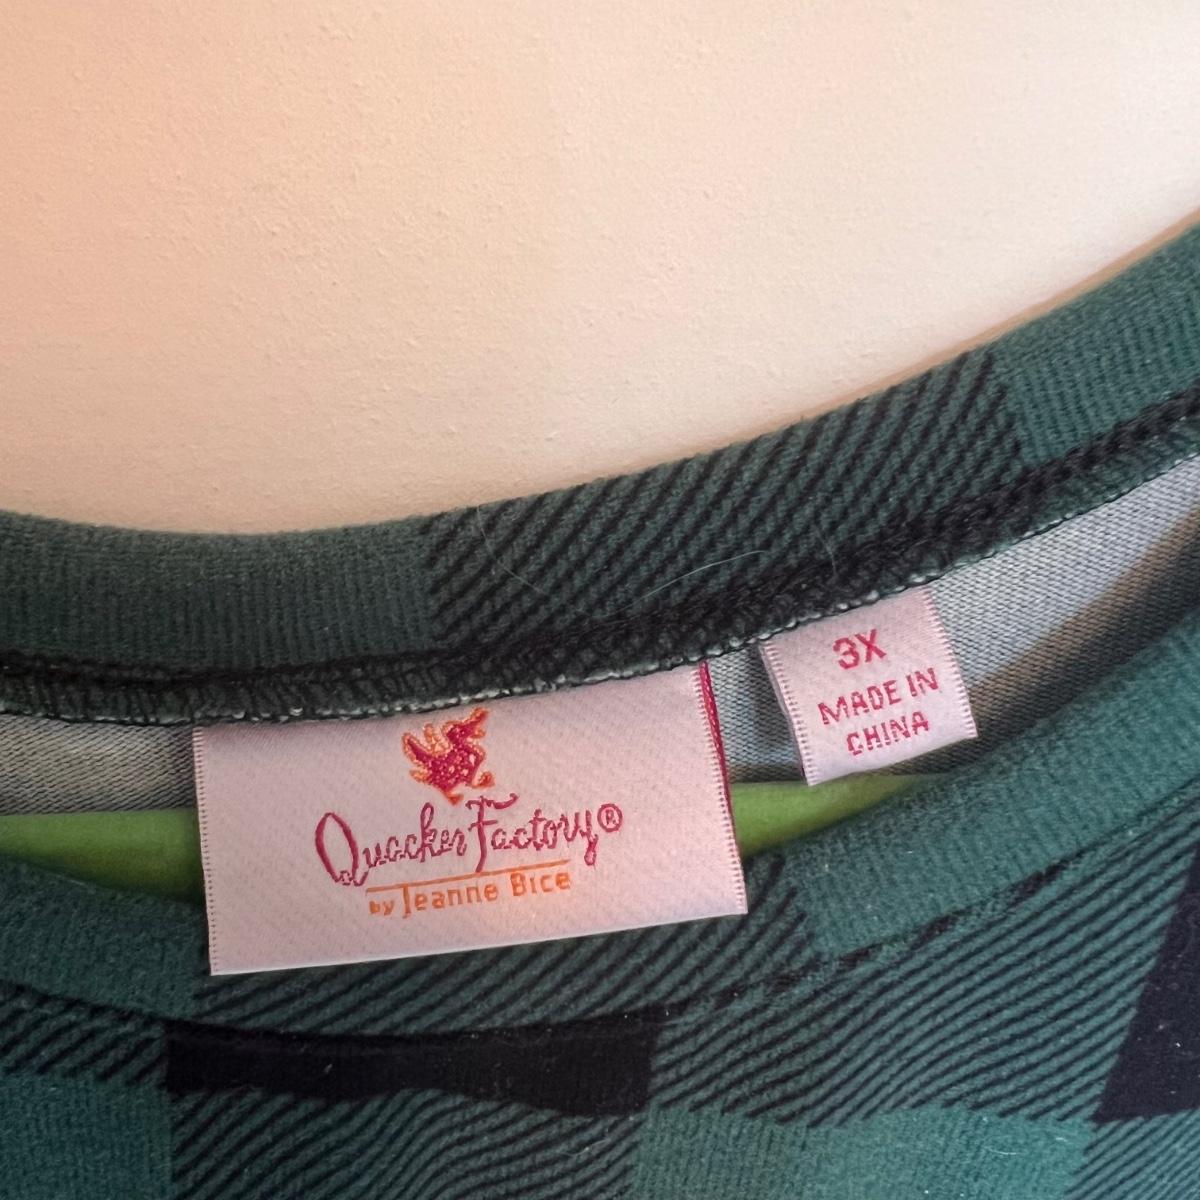 Quacker Factory®
by Jeanne Bice
3X
MADE IN
CHINA